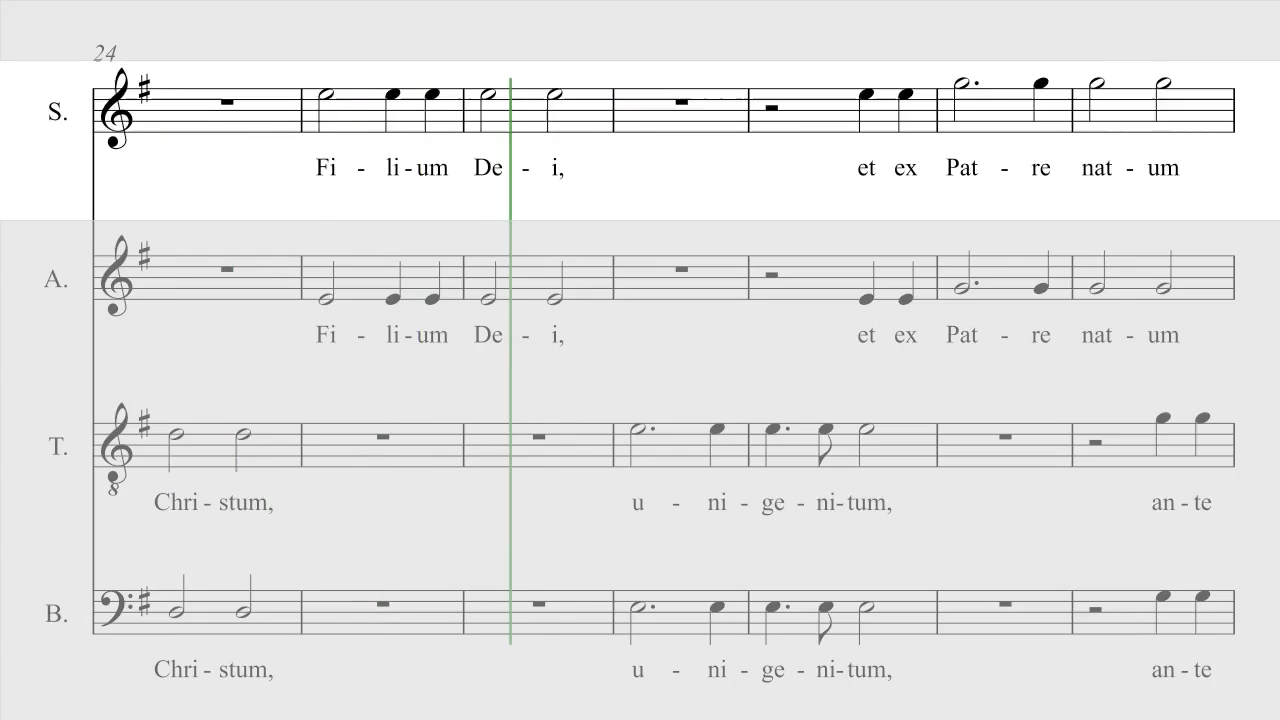 24
S.
Fi - li - um De - i, et ex Pat - re nat - um
A.
Fi - li - um De - i, et ex Pat - re nat - um
T.
8
Chri - stum, u - ni - ge - ni - tum, an - te
B.
Chri - stum, u - ni - ge - ni - tum, an - te